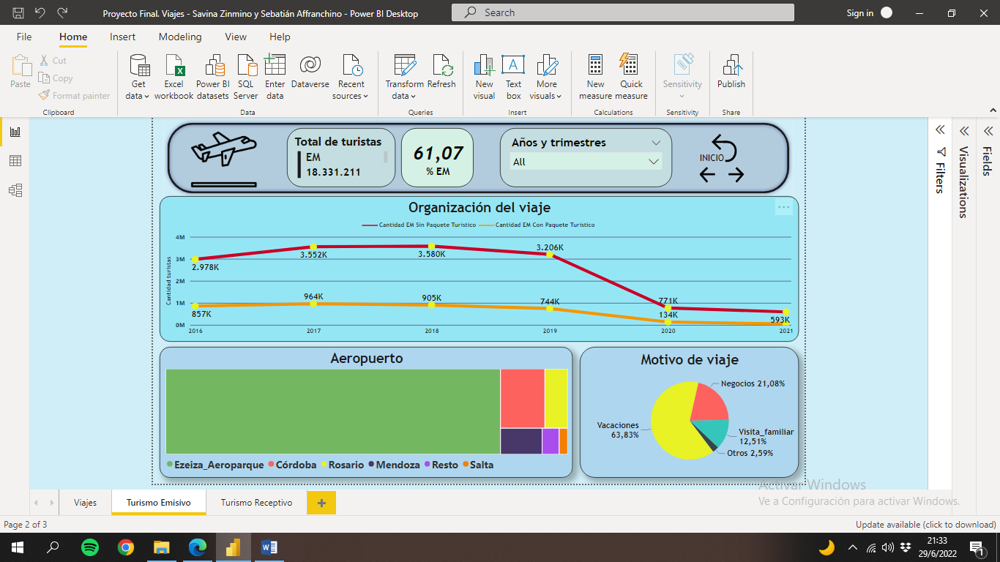 Proyecto Final. Viajes - Savina Zinmino y Sebatián Affranchino - Power BI Desktop
Search
Sign in
File Home Insert Modeling View Help
Paste
Cut
Copy
Format painter
Clipboard
Get data
Excel workbook
Power BI datasets
SQL Server
Enter data
Dataverse
Recent sources
Data
Transform data
Refresh
Queries
New visual
Text box
More visuals
Insert
New measure
Quick measure
Calculations
Sensitivity
Sensitivity
Publish
Share
Total de turistas
EM
18.331.211
61,07
% EM
Años y trimestres
All
INICIO
Filters
Visualizations
Fields
Organización del viaje
Cantidad EM Sin Paquete Turistico Cantidad EM Con Paquete Turistico
Cantidad turistas
4M
3M
2M
1M
0M
2.978K
3.552K
3.580K
3.206K
771K
593K
857K
964K
905K
744K
134K
2016 2017 2018 2019 2020 2021
Aeropuerto
Ezeiza_Aeroparque Córdoba Rosario Mendoza Resto Salta
Motivo de viaje
Negocios 21,08%
Vacaciones
63,83%
Visita_familiar
12,51%
Otros 2,59%
Activar Windows
Ve a Configuración para activar Windows.
Viajes
Turismo Emisivo
Turismo Receptivo
Page 2 of 3
Update available (click to download)
21:33
29/6/2022
1